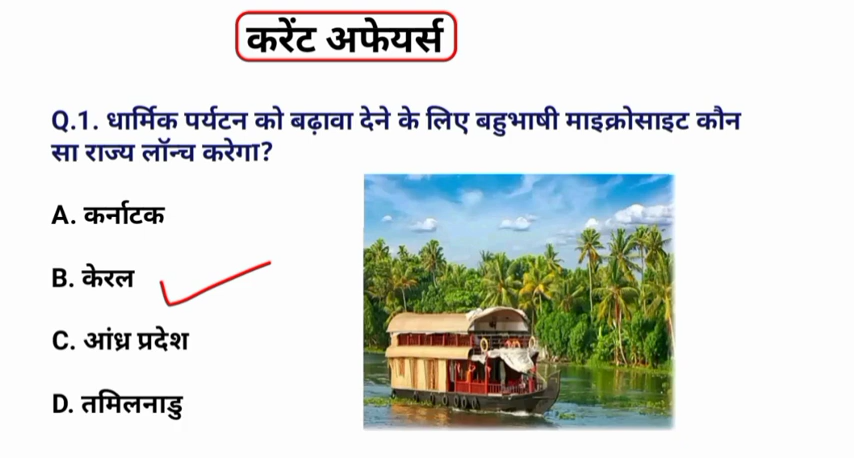 करेंट अफेयर्स
Q.1. धार्मिक पर्यटन को बढ़ावा देने के लिए बहुभाषी माइक्रोसाइट कौन
सा राज्य लॉन्च करेगा?
A. कर्नाटक
B. केरल
C. आंध्र प्रदेश
D. तमिलनाडु